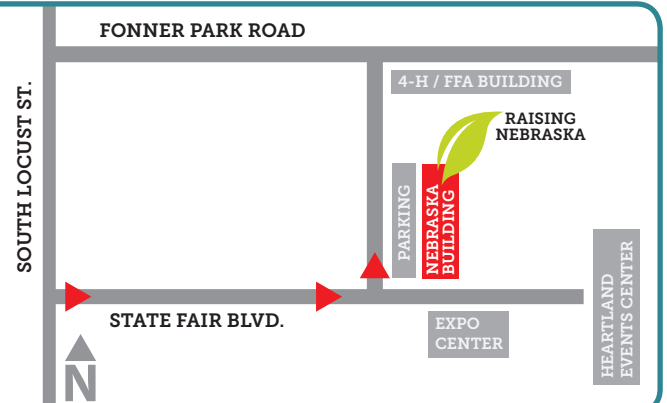 FONNER PARK ROAD
4-H / FFA BUILDING
RAISING
NEBRASKA
SOUTH LOCUST ST.
PARKING
NEBRASKA
BUILDING
STATE FAIR BLVD.
EXPO
CENTER
HEARTLAND
EVENTS CENTER
N